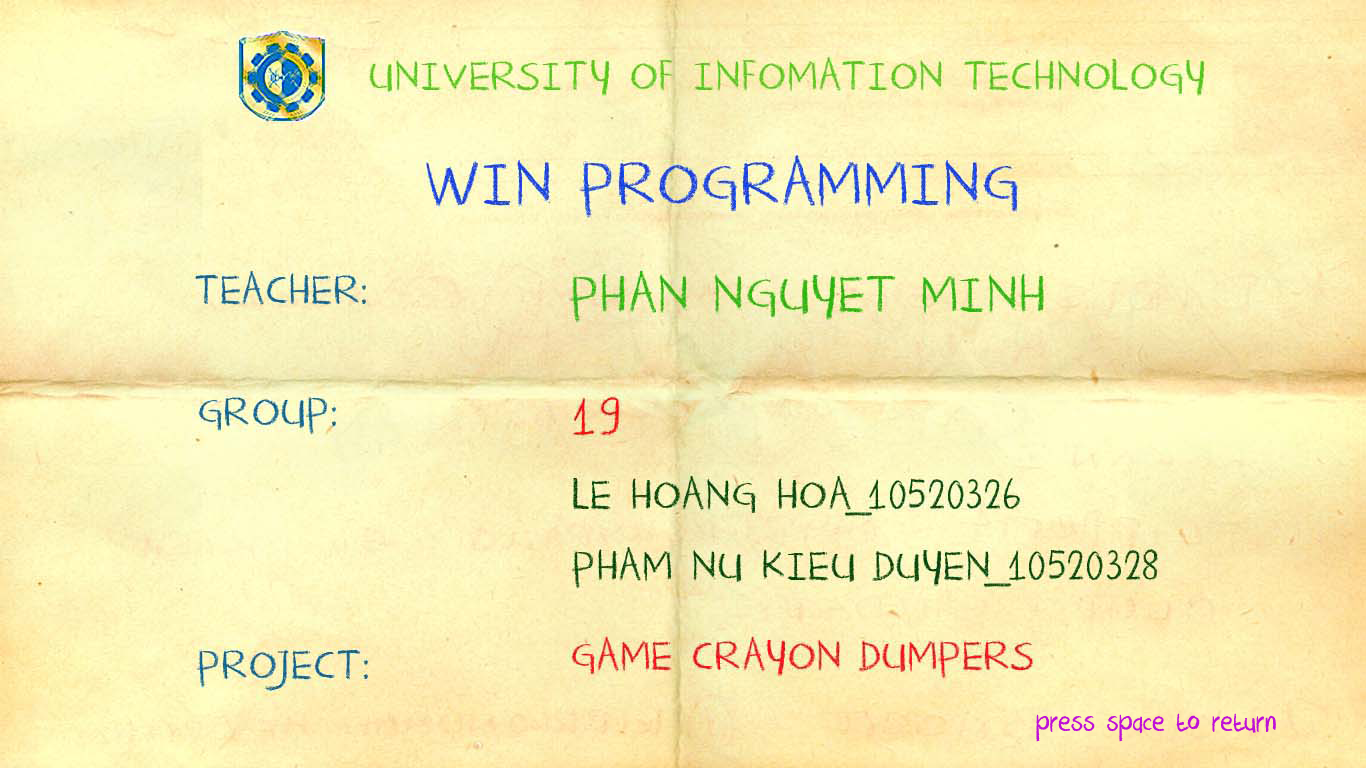 UNIVERSITY OF INFOMATION TECHNOLOGY
WIN PROGRAMMING
TEACHER: PHAN NGUYET MINH
GROUP: 19
LE HOANG HOA_10520326
PHAM NU KIEU DUYEN_10520328
PROJECT: GAME CRAYON DUMPERS
press space to return